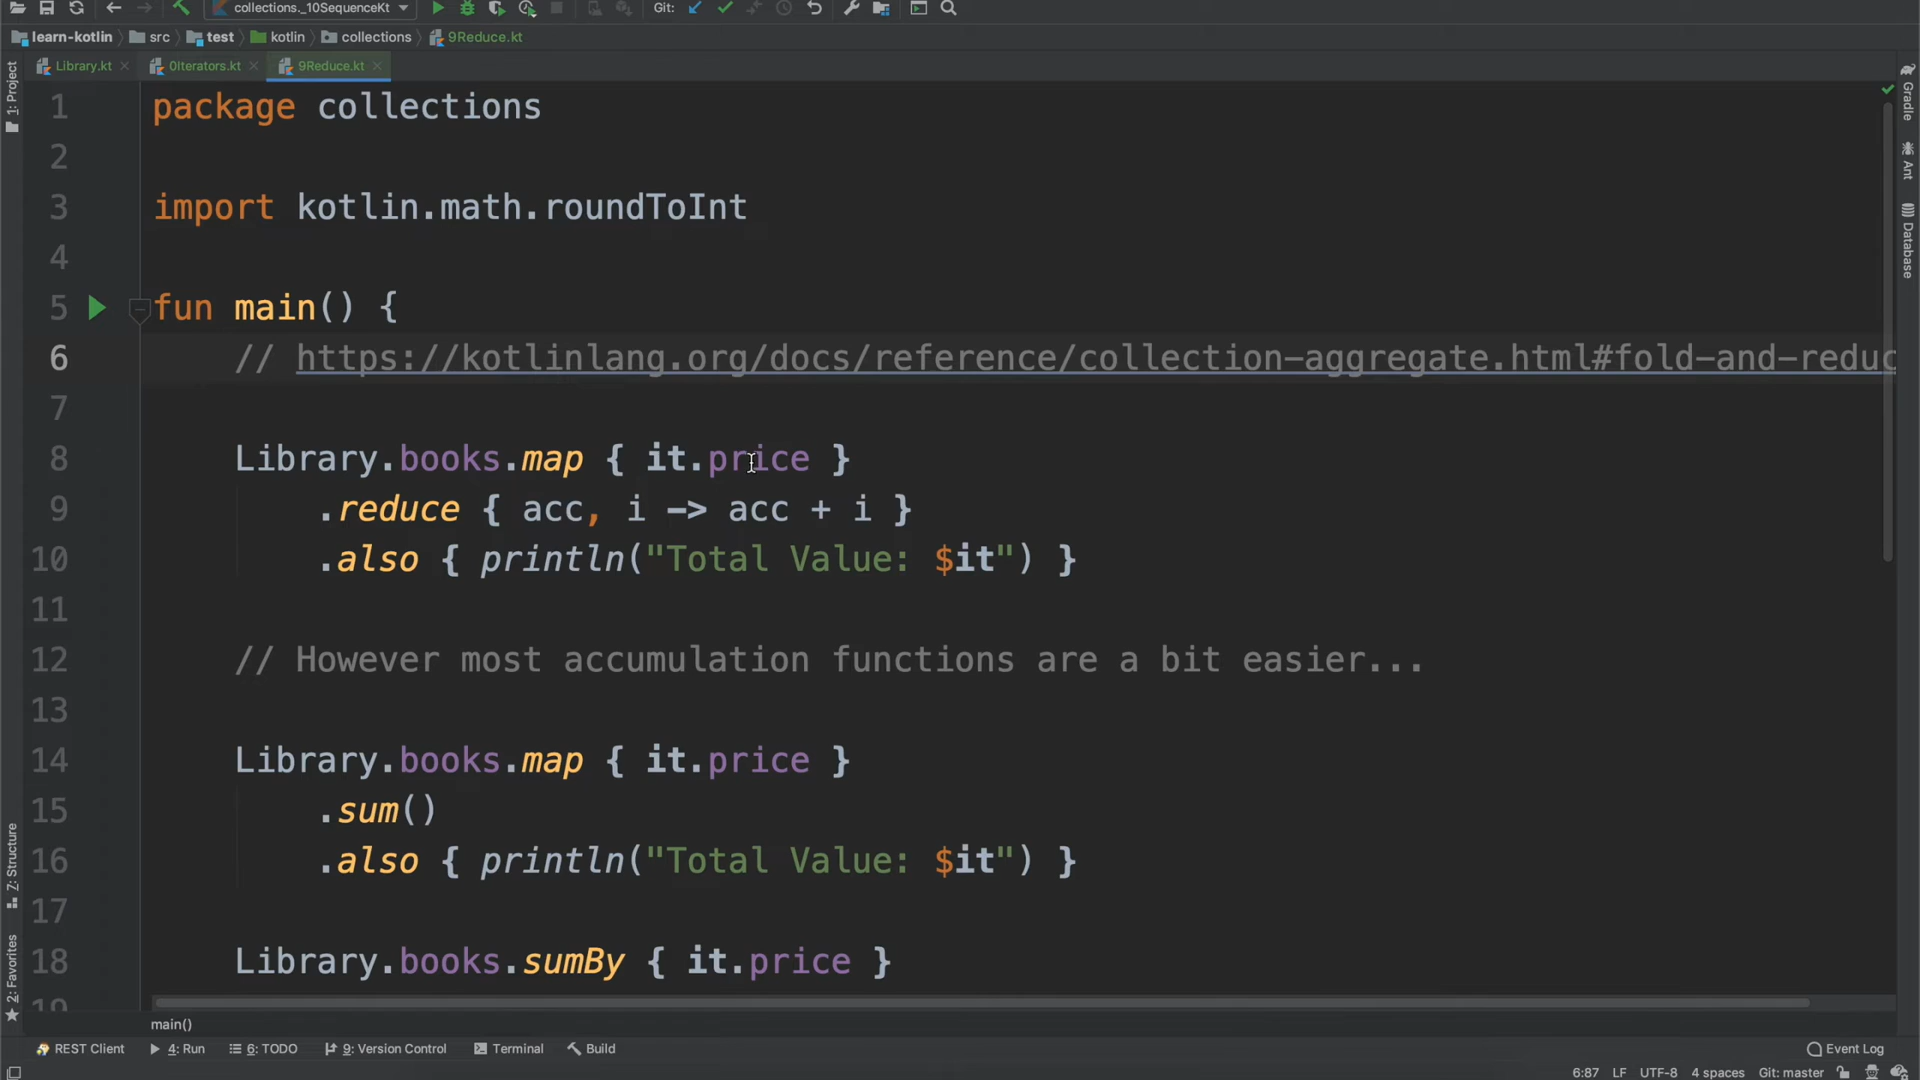 collections._10SequenceKt
Git:
learn-kotlin
src
test
kotlin
collections
9Reduce.kt
Library.kt
0Iterators.kt
9Reduce.kt
1: Project
1 package collections
2
3 import kotlin.math.roundToInt
4
5 fun main() {
6 // https://kotlinlang.org/docs/reference/collection-aggregate.html#fold-and-reduc
7
8 Library.books.map { it.price }
9 .reduce { acc, i -> acc + i }
10 .also { println("Total Value: $it") }
11
12 // However most accumulation functions are a bit easier...
13
14 Library.books.map { it.price }
15 .sum()
16 .also { println("Total Value: $it") }
17
18 Library.books.sumBy { it.price }
19
Z: Structure
2: Favorites
Gradle
Ant
Database
main()
REST Client
4: Run
6: TODO
9: Version Control
Terminal
Build
Event Log
6:87
LF
UTF-8
4 spaces
Git: master